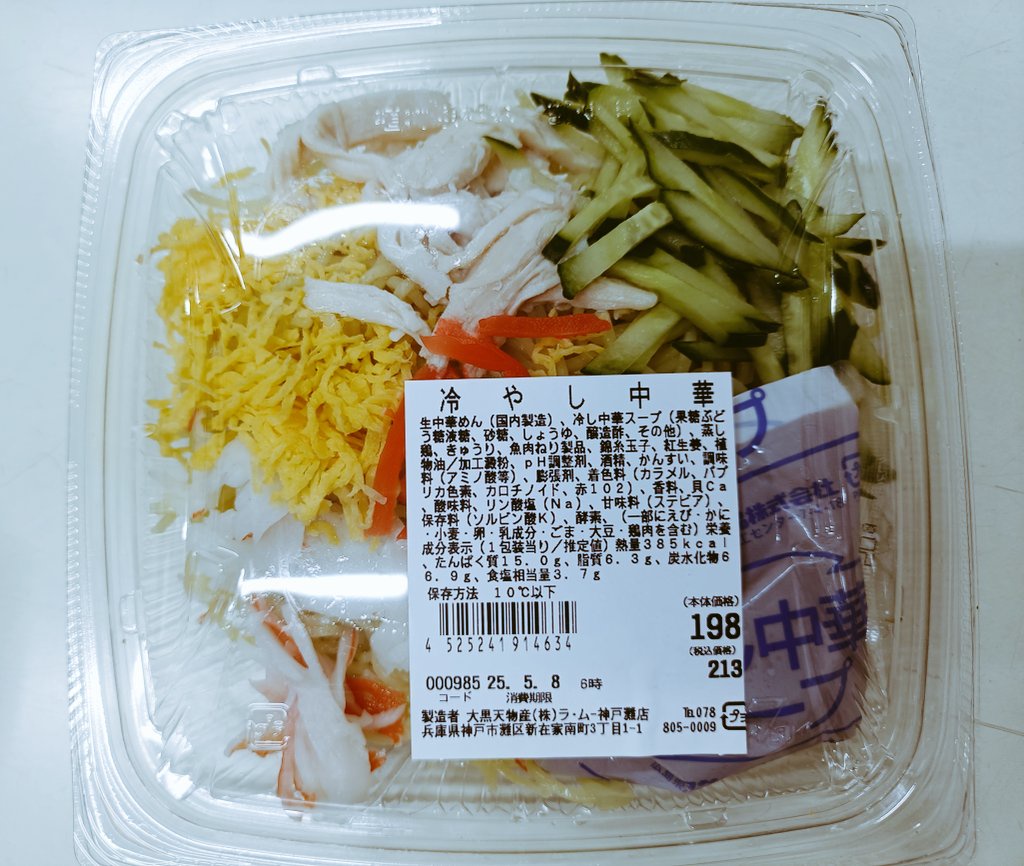 冷やし中華
生中華めん（国内製造）、冷し中華スープ（果糖ぶど
う糖液糖、砂糖、しょうゆ、醸造酢、その他）、蒸し
鶏、きゅうり、魚肉ねり製品、錦糸玉子、紅生姜、植
物油／加工澱粉、ｐＨ調整剤、酒精、かんすい、調味
料（アミノ酸等）、膨張剤、着色料（カラメル、パプ
リカ色素、カロチノイド、赤１０２）、香料、貝Ｃａ
、酸味料、リン酸塩（Ｎａ）、甘味料（ステビア）、
保存料（ソルビン酸Ｋ）、酵素、（一部にえび・かに
・小麦・卵・乳成分・ごま・大豆・鶏肉を含む）栄養
成分表示（１包装当り／推定値）熱量３８５ｋｃａｌ
、たんぱく質１５．０ｇ、脂質６．３ｇ、炭水化物６
６．９ｇ、食塩相当量３．７ｇ
保存方法 １０℃以下
4 525241 914634
(本体価格)
198
(税込価格)
213
000985 25. 5. 8 6時
コード 消費期限
製造者 大黒天物産(株)ラ・ムー神戸灘店 ℡078
兵庫県神戸市灘区新在家南町3丁目1-1 805-0009
プ
株式会社
し中華
ープ